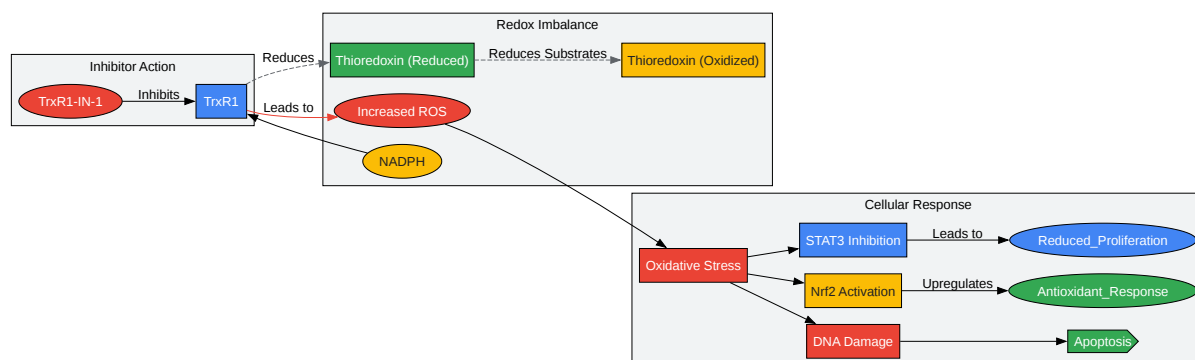 Redox Imbalance
Reduces
Thioredoxin (Reduced)
Reduces Substrates
Thioredoxin (Oxidized)
Inhibitor Action
TrxR1-IN-1
Inhibits
TrxR1
Leads to
Increased ROS
NADPH
Cellular Response
STAT3 Inhibition
Leads to
Reduced_Proliferation
Oxidative Stress
Nrf2 Activation
Upregulates
Antioxidant_Response
DNA Damage
Apoptosis